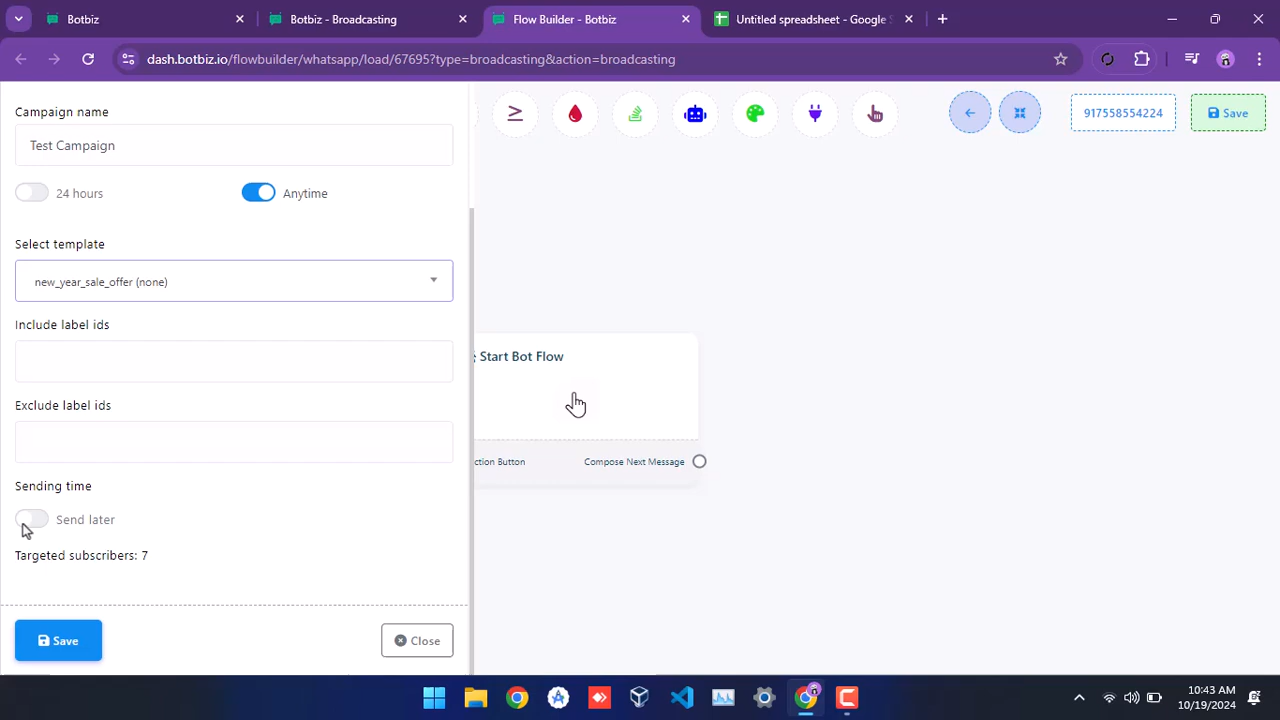 Botbiz
Botbiz - Broadcasting
Flow Builder - Botbiz
Untitled spreadsheet - Google
dash.botbiz.io/flowbuilder/whatsapp/load/67695?type=broadcasting&action=broadcasting
Campaign name
Test Campaign
24 hours
Anytime
Select template
new_year_sale_offer (none)
Include label ids
Exclude label ids
Sending time
Send later
Targeted subscribers: 7
Save
Close
917558554224
Save
Start Bot Flow
ction Button
Compose Next Message
10:43 AM
10/19/2024